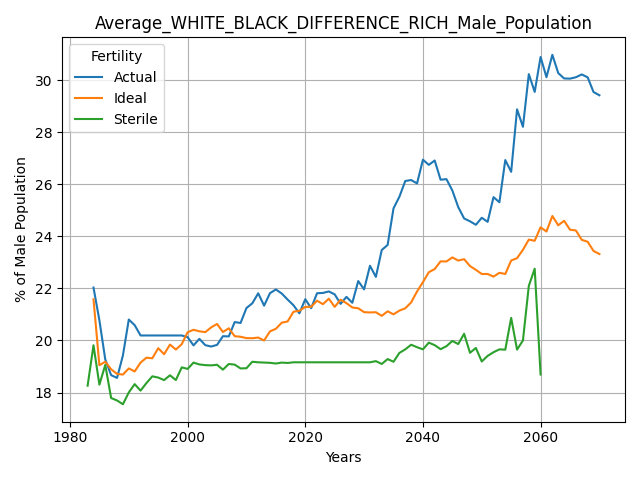 Average_WHITE_BLACK_DIFFERENCE_RICH_Male_Population
Fertility
Actual
Ideal
Sterile
% of Male Population
30
28
26
24
22
20
18
1980
2000
2020
2040
2060
Years